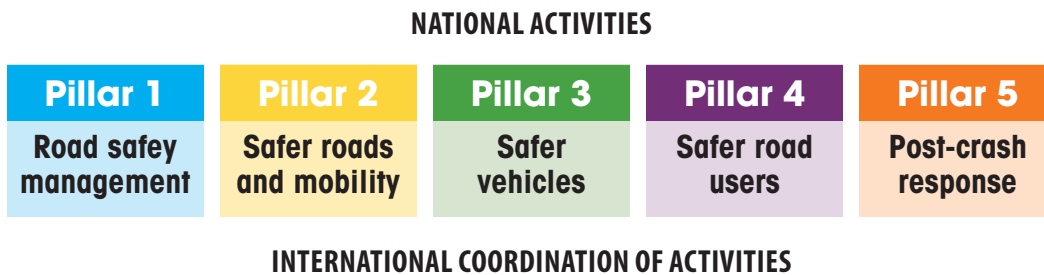 NATIONAL ACTIVITIES
Pillar 1
Road safey
management
Pillar 2
Safer roads
and mobility
Pillar 3
Safer
vehicles
Pillar 4
Safer road
users
Pillar 5
Post-crash
response
INTERNATIONAL COORDINATION OF ACTIVITIES